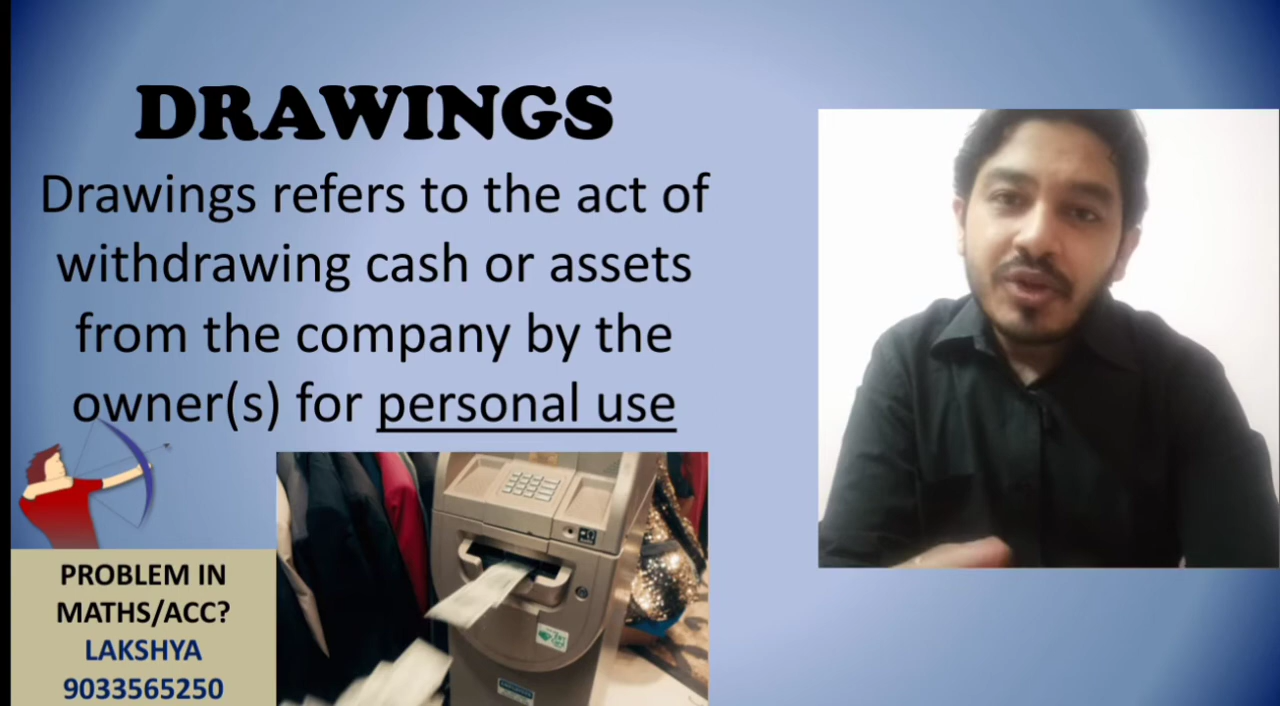 DRAWINGS
Drawings refers to the act of
withdrawing cash or assets
from the company by the
owner(s) for personal use
PROBLEM IN
MATHS/ACC?
LAKSHYA
9033565250